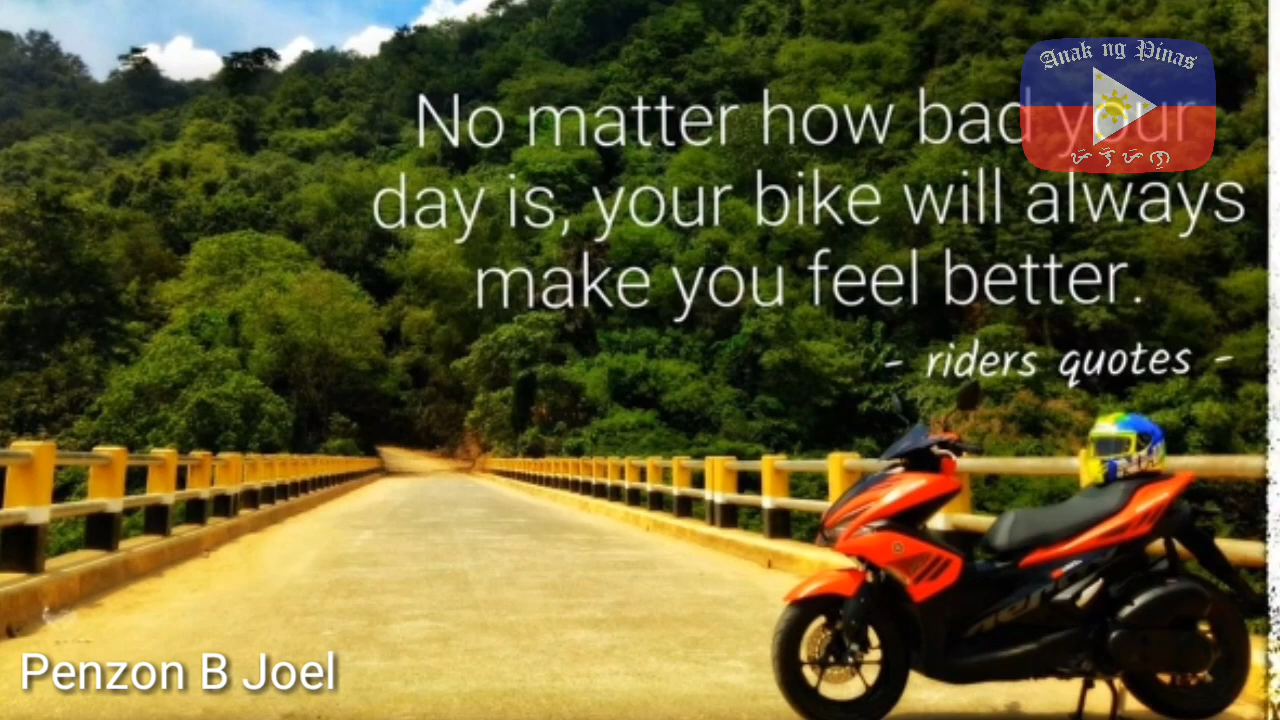 Anak ng Pinas
No matter how bad your
day is, your bike will always
make you feel better.
- riders quotes -
Penzon B Joel